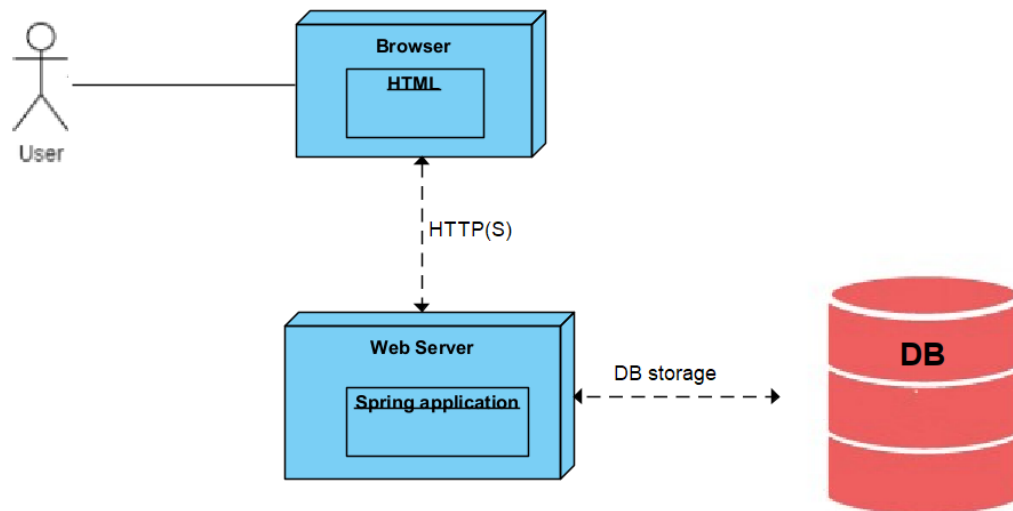 Browser
HTML
User
HTTP(S)
Web Server
Spring application
DB storage
DB